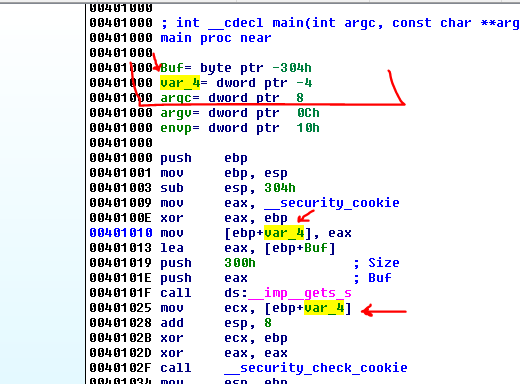 00401000
00401000 ; int __cdecl main(int argc, const char **arg
00401000 main proc near
00401000
00401000 Buf= byte ptr -304h
00401000 var_4= dword ptr -4
00401000 argc= dword ptr  8
00401000 argv= dword ptr  0Ch
00401000 envp= dword ptr  10h
00401000
00401000 push    ebp
00401001 mov     ebp, esp
00401003 sub     esp, 304h
00401009 mov     eax, __security_cookie
0040100E xor     eax, ebp
00401010 mov     [ebp+var_4], eax
00401013 lea     eax, [ebp+Buf]
00401019 push    300h            ; Size
0040101E push    eax             ; Buf
0040101F call    ds:__imp__gets_s
00401025 mov     ecx, [ebp+var_4]
00401028 add     esp, 8
0040102B xor     ecx, ebp
0040102D xor     eax, eax
0040102F call    __security_check_cookie
00401034 mov     esp, ebp